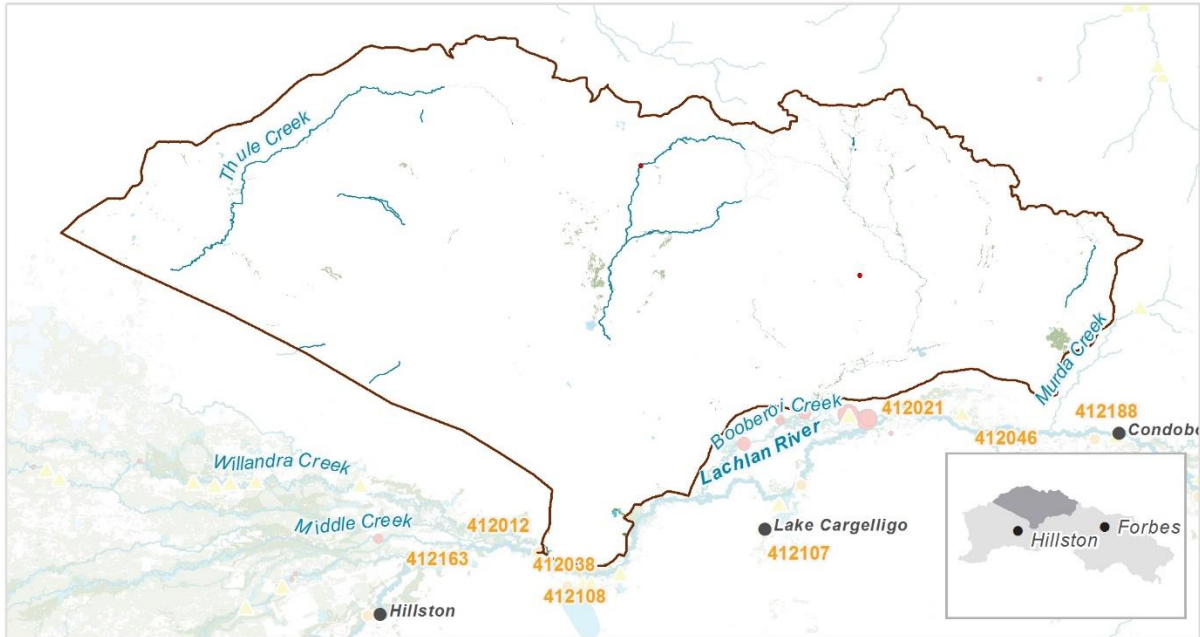 Thule Creek
Murda Creek
Booberoi Creek
412021
412188
Lachlan River
412046
Condobo
Willandra Creek
Middle Creek
412012
Lake Cargelligo
412163
412038
412107
412108
Hillston
Forbes
Hillston